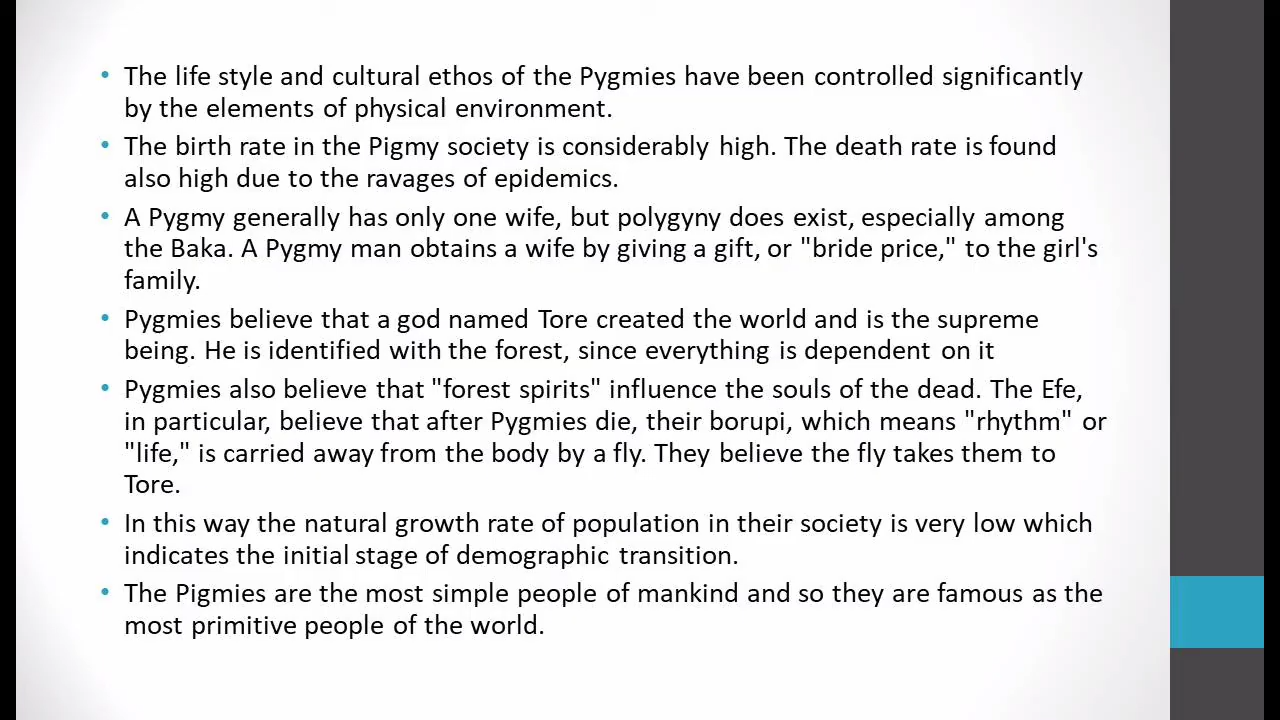 • The life style and cultural ethos of the Pygmies have been controlled significantly
by the elements of physical environment.
• The birth rate in the Pigmy society is considerably high. The death rate is found
also high due to the ravages of epidemics.
• A Pygmy generally has only one wife, but polygyny does exist, especially among
the Baka. A Pygmy man obtains a wife by giving a gift, or "bride price," to the girl's
family.
• Pygmies believe that a god named Tore created the world and is the supreme
being. He is identified with the forest, since everything is dependent on it
• Pygmies also believe that "forest spirits" influence the souls of the dead. The Efe,
in particular, believe that after Pygmies die, their borupi, which means "rhythm" or
"life," is carried away from the body by a fly. They believe the fly takes them to
Tore.
• In this way the natural growth rate of population in their society is very low which
indicates the initial stage of demographic transition.
• The Pigmies are the most simple people of mankind and so they are famous as the
most primitive people of the world.